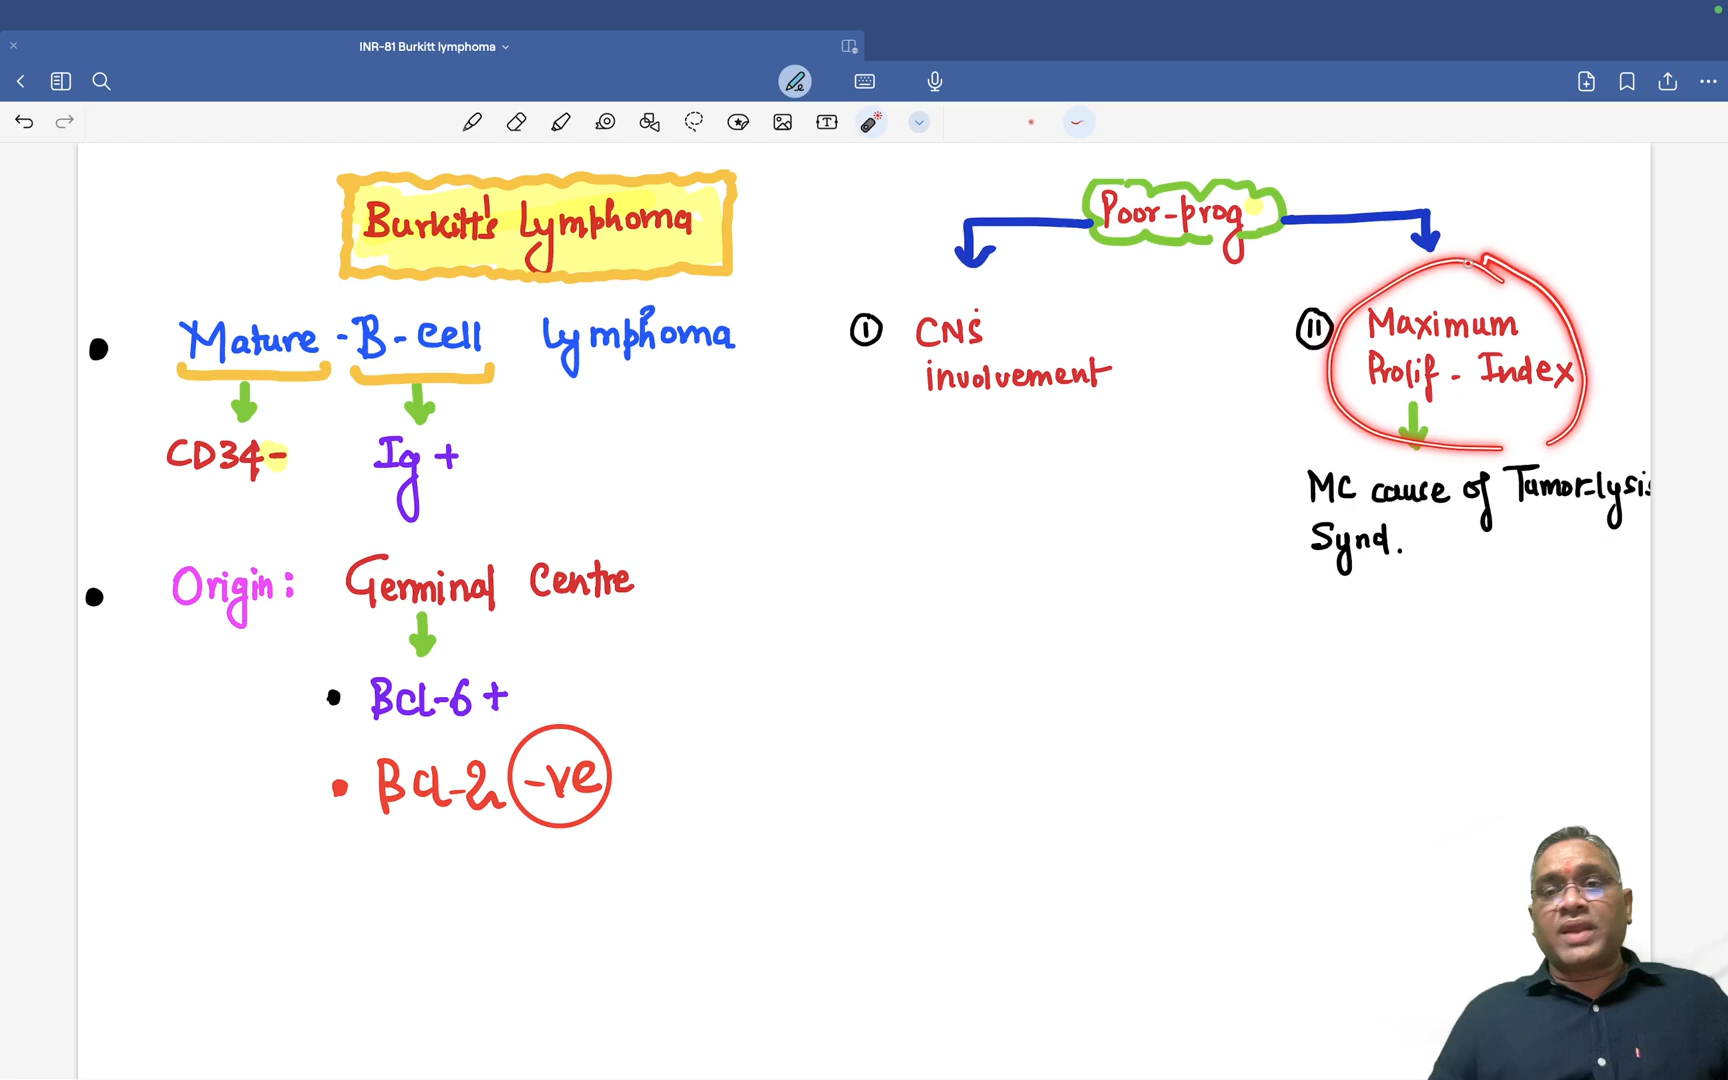 INR-81 Burkitt lymphoma
Burkitt's Lymphoma
Mature - B - cell Lymphoma
CD34 -
Ig +
Origin: Germinal Centre
Bcl-6 +
Bcl-2 -ve
Poor-prog
I CNS
involvement
II Maximum
Prolif - Index
MC cause of Tumor-lysis
Synd.